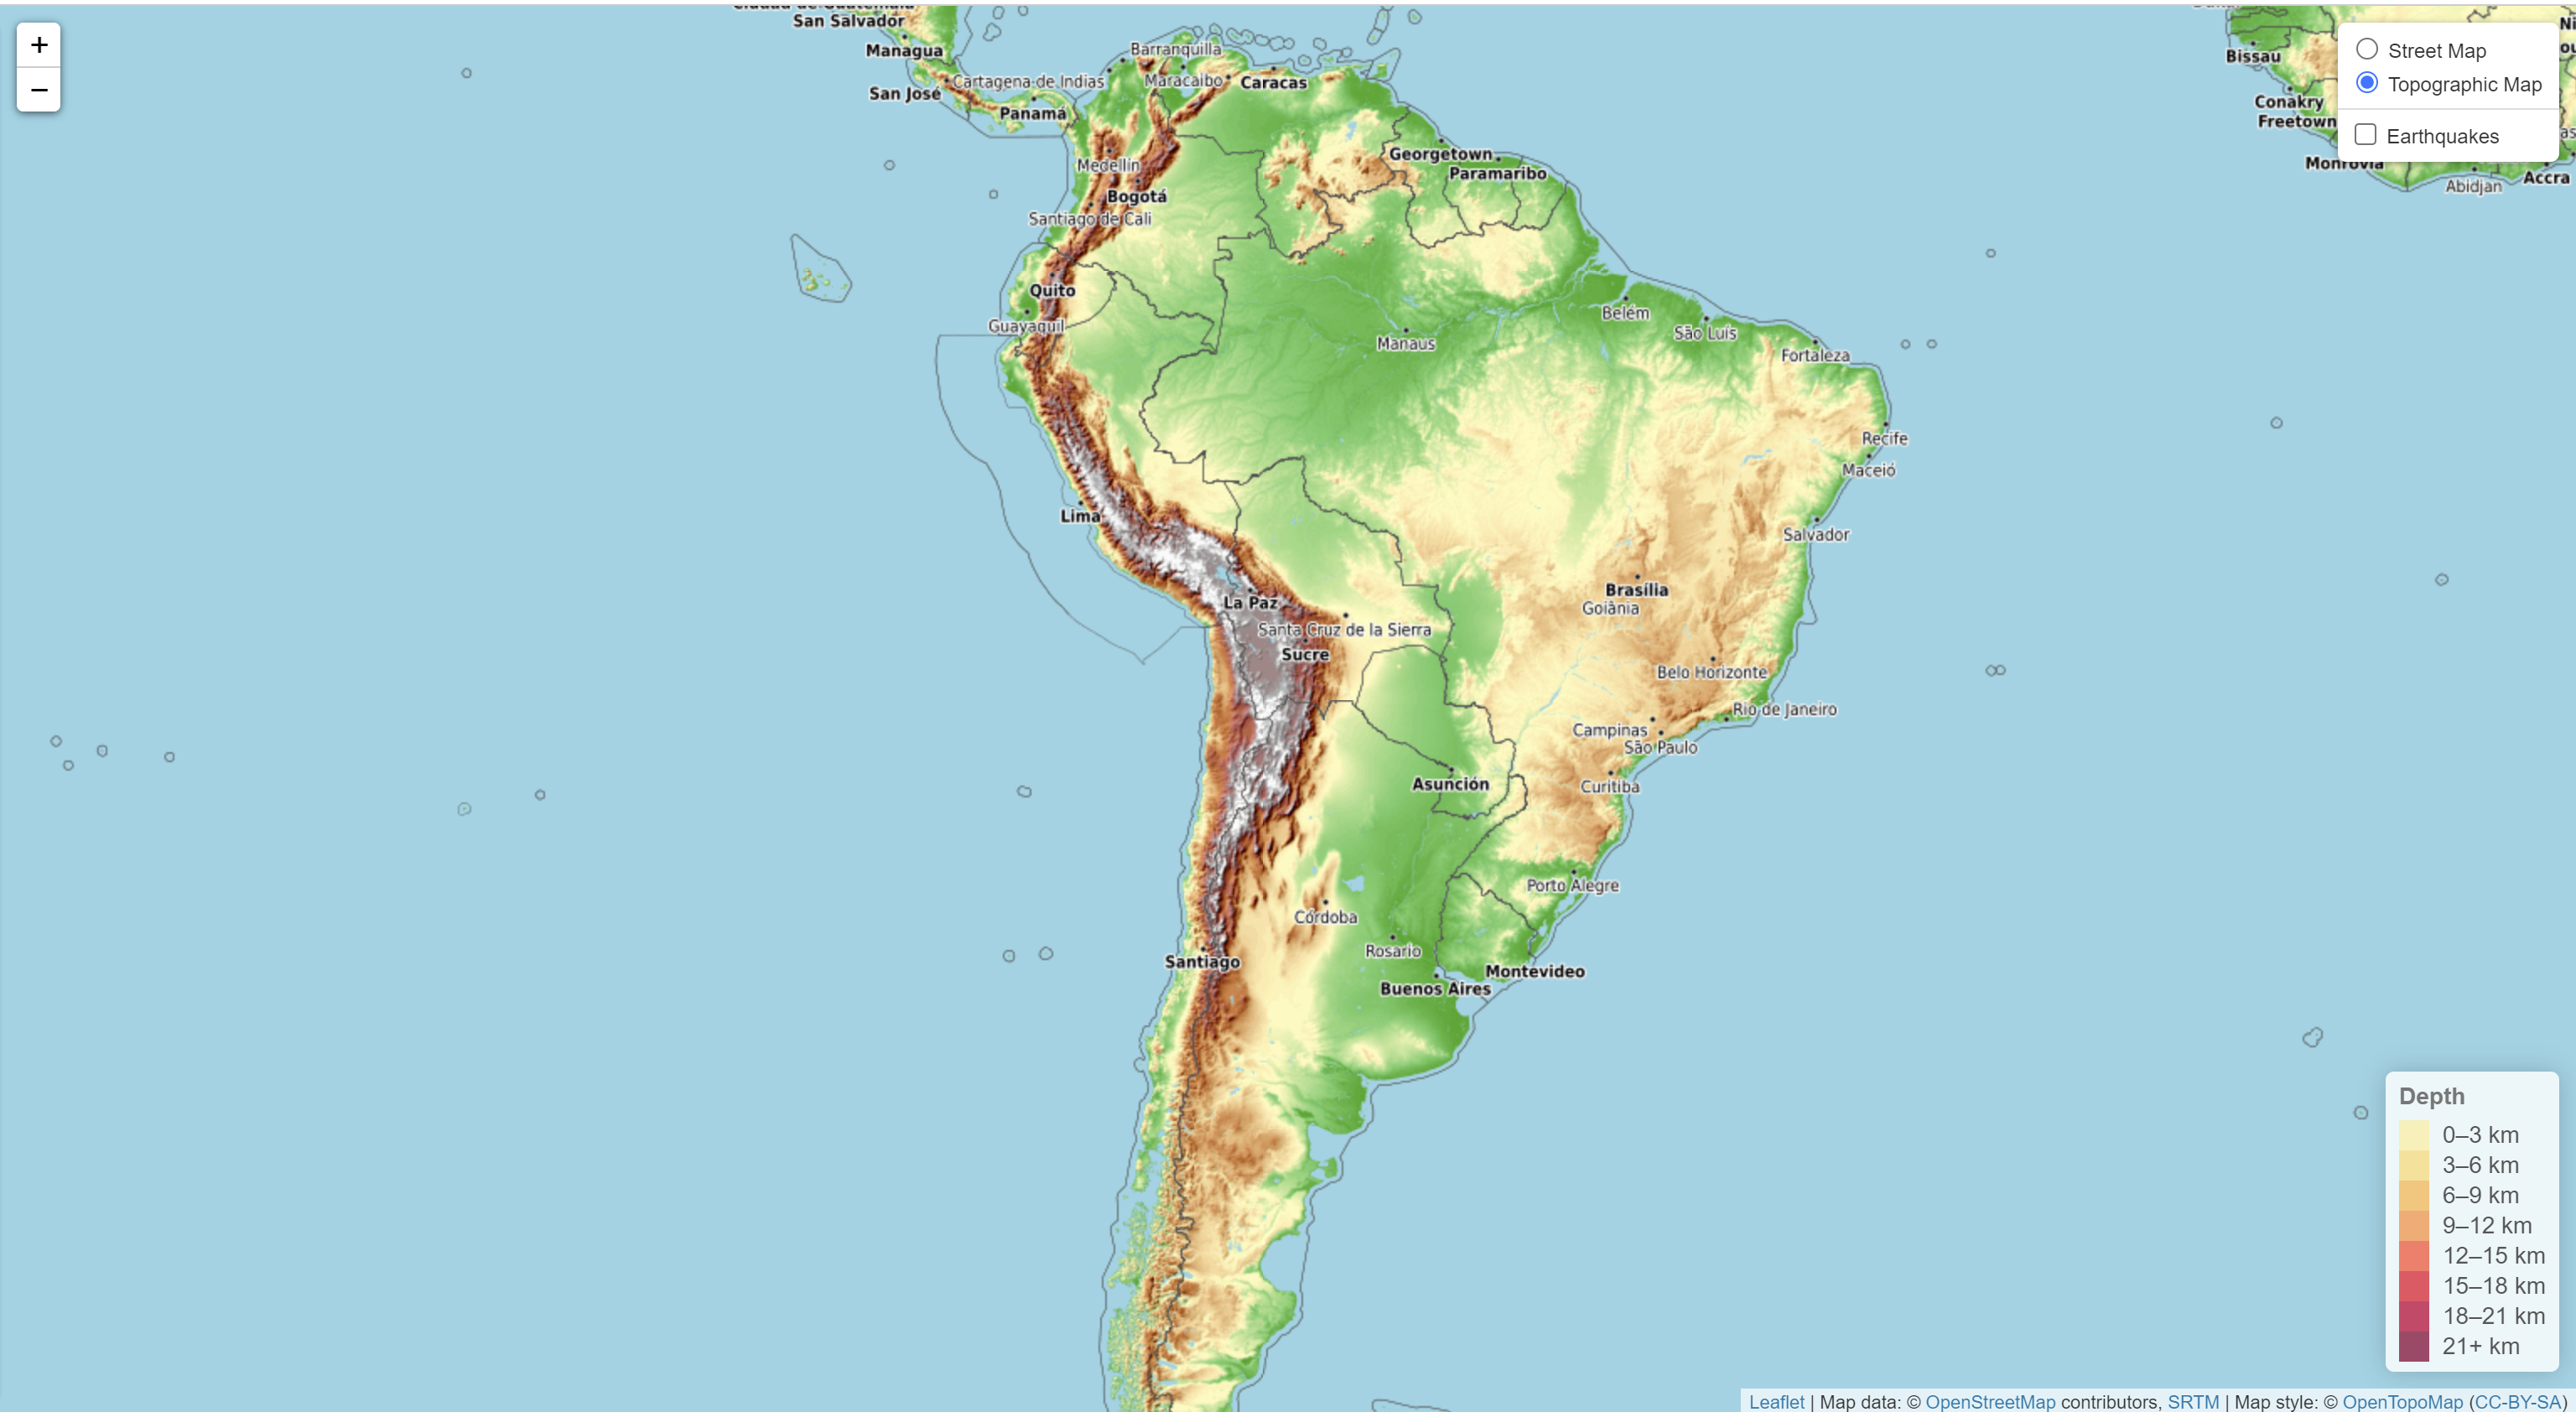 +
−
San Salvador
Managua
San José
Cartagena de Indias
Panamá
Barranquilla
Maracaibo
Caracas
Medellín
Bogotá
Santiago de Cali
Georgetown
Paramaribo
Quito
Guayaquil
Manaus
Belém
São Luís
Fortaleza
Recife
Maceió
Lima
Salvador
La Paz
Brasília
Goiânia
Santa Cruz de la Sierra
Sucre
Belo Horizonte
Rio de Janeiro
Campinas
São Paulo
Asunción
Curitiba
Porto Alegre
Córdoba
Rosario
Santiago
Montevideo
Buenos Aires
Bissau
Conakry
Freetown
Monrovia
Abidjan
Accra
Street Map
Topographic Map
Earthquakes
Depth
0–3 km
3–6 km
6–9 km
9–12 km
12–15 km
15–18 km
18–21 km
21+ km
Leaflet | Map data: © OpenStreetMap contributors, SRTM | Map style: © OpenTopoMap (CC-BY-SA)